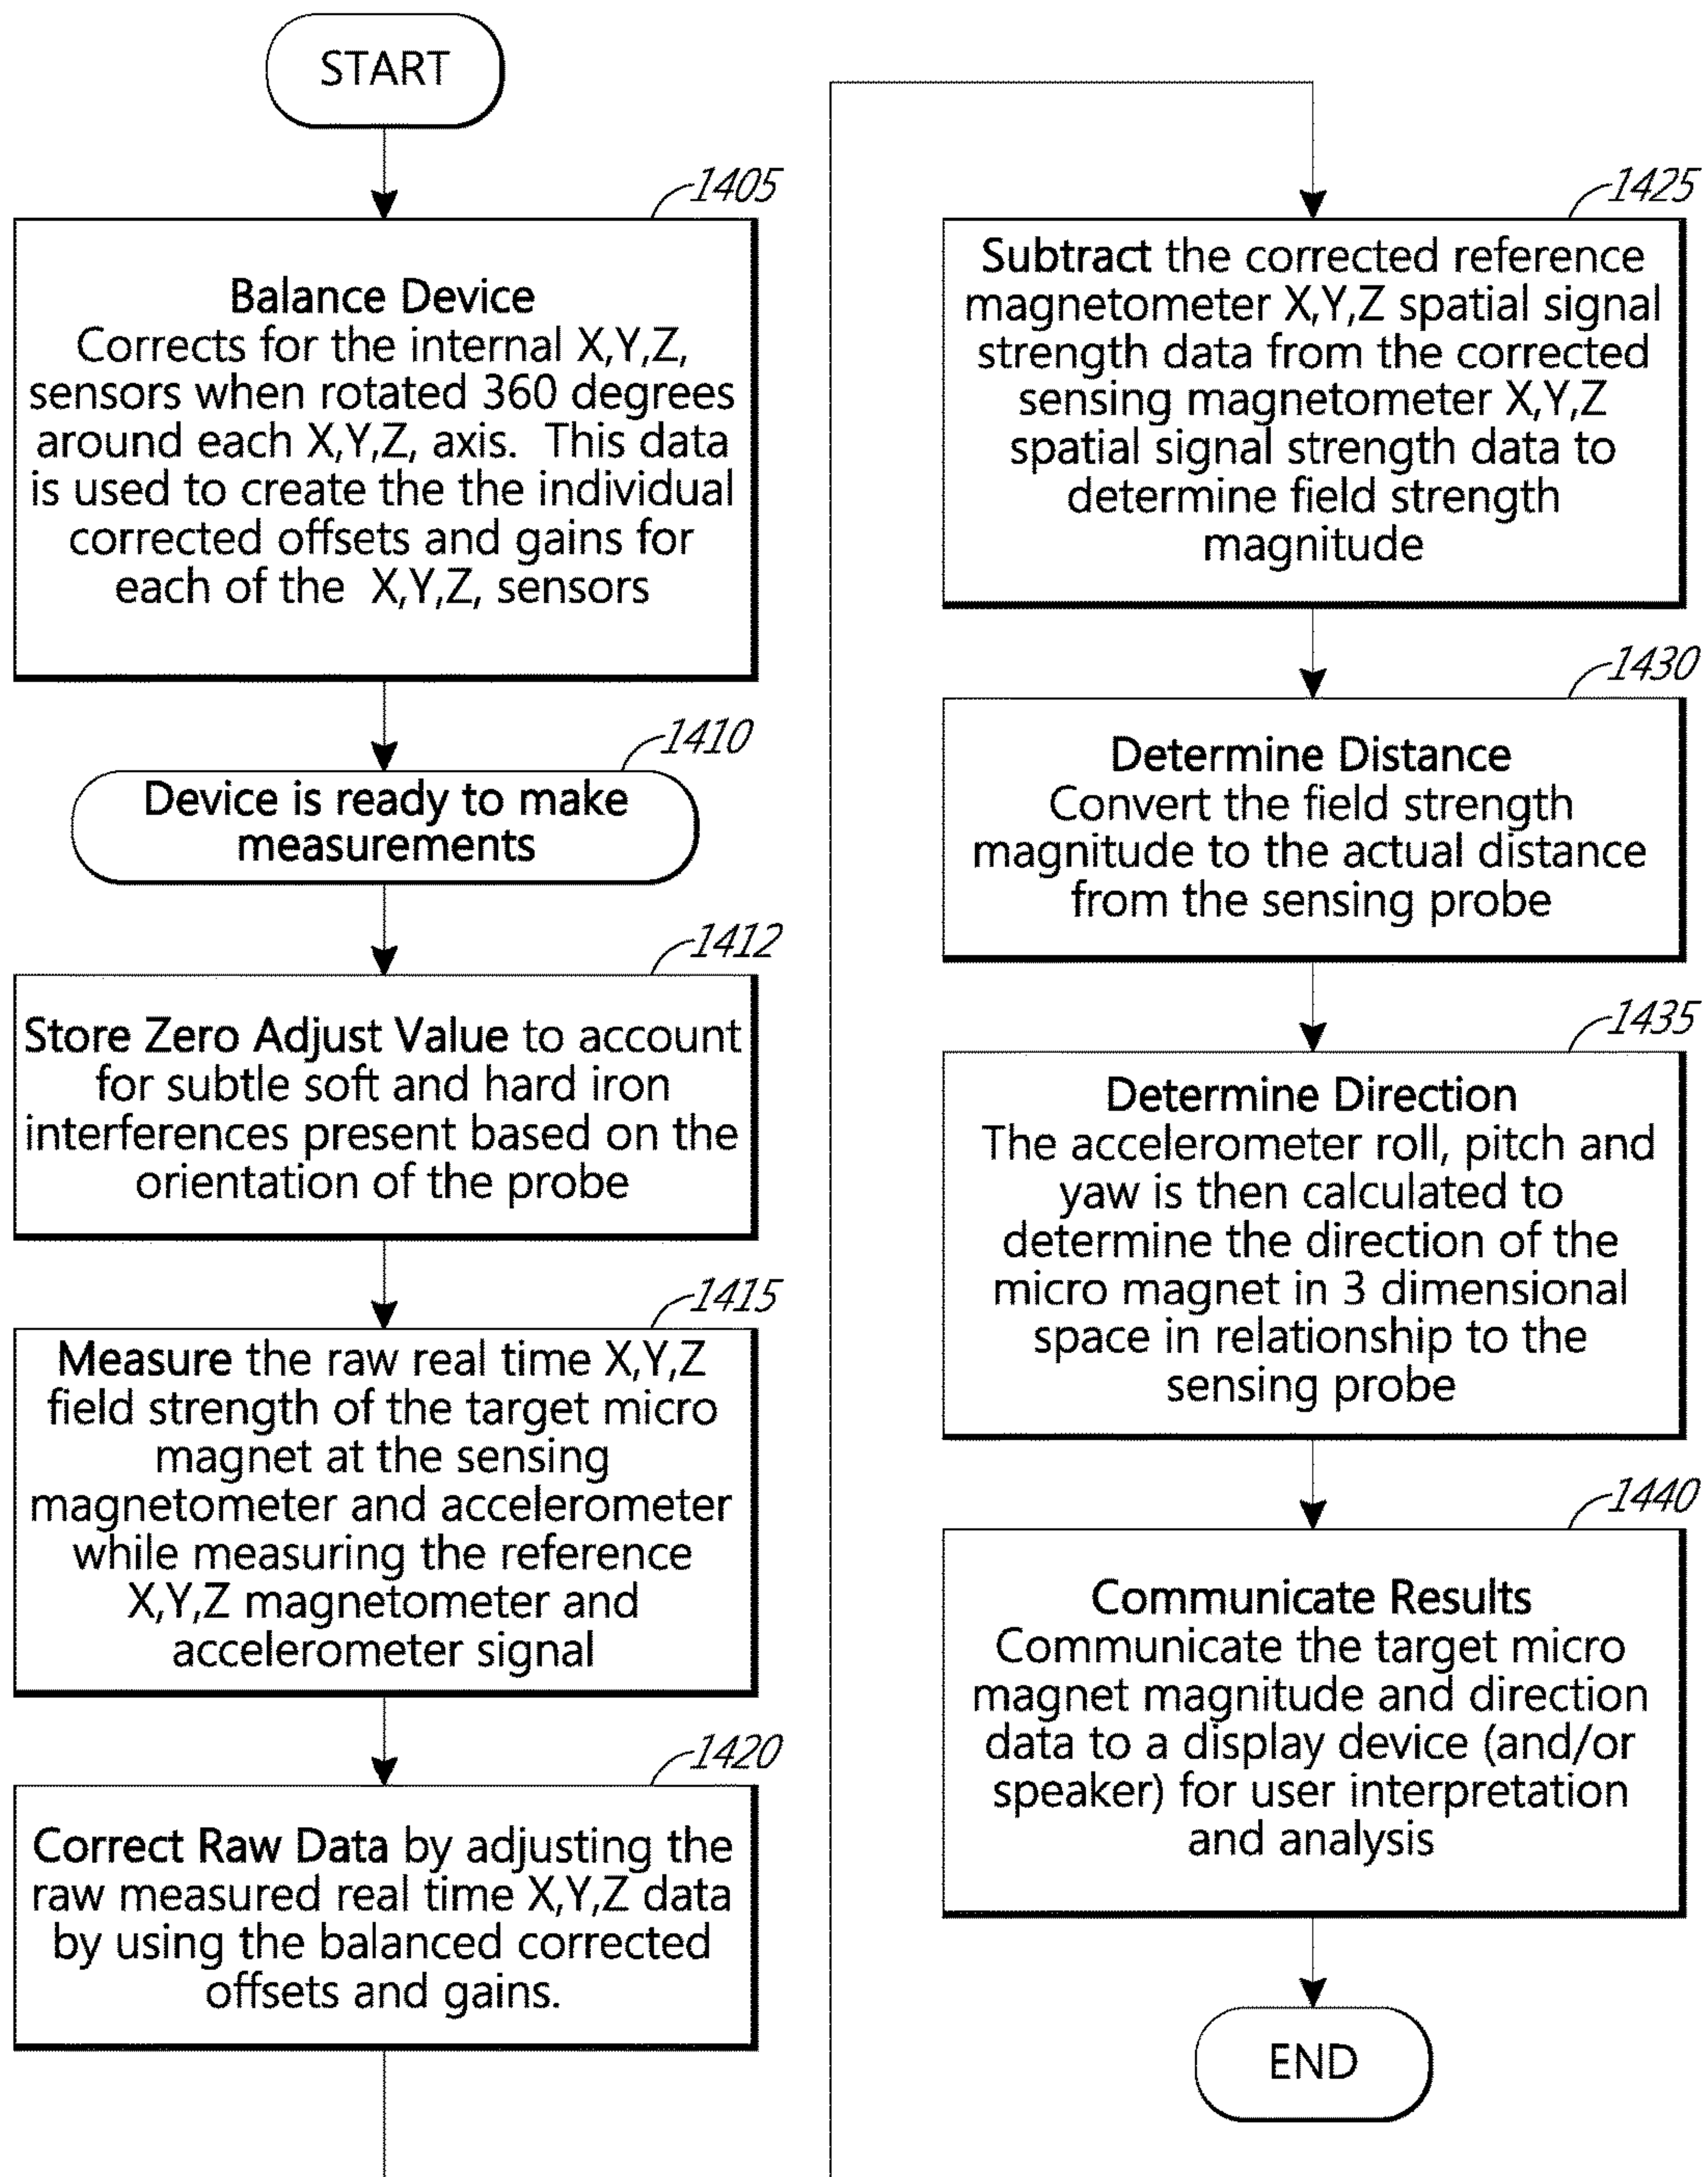 START
1405
Balance Device
Corrects for the internal X,Y,Z,
sensors when rotated 360 degrees
around each X,Y,Z, axis. This data
is used to create the the individual
corrected offsets and gains for
each of the X,Y,Z, sensors
1410
Device is ready to make
measurements
1412
Store Zero Adjust Value to account
for subtle soft and hard iron
interferences present based on the
orientation of the probe
1415
Measure the raw real time X,Y,Z
field strength of the target micro
magnet at the sensing
magnetometer and accelerometer
while measuring the reference
X,Y,Z magnetometer and
accelerometer signal
1420
Correct Raw Data by adjusting the
raw measured real time X,Y,Z data
by using the balanced corrected
offsets and gains.
1425
Subtract the corrected reference
magnetometer X,Y,Z spatial signal
strength data from the corrected
sensing magnetometer X,Y,Z
spatial signal strength data to
determine field strength
magnitude
1430
Determine Distance
Convert the field strength
magnitude to the actual distance
from the sensing probe
1435
Determine Direction
The accelerometer roll, pitch and
yaw is then calculated to
determine the direction of the
micro magnet in 3 dimensional
space in relationship to the
sensing probe
1440
Communicate Results
Communicate the target micro
magnet magnitude and direction
data to a display device (and/or
speaker) for user interpretation
and analysis
END